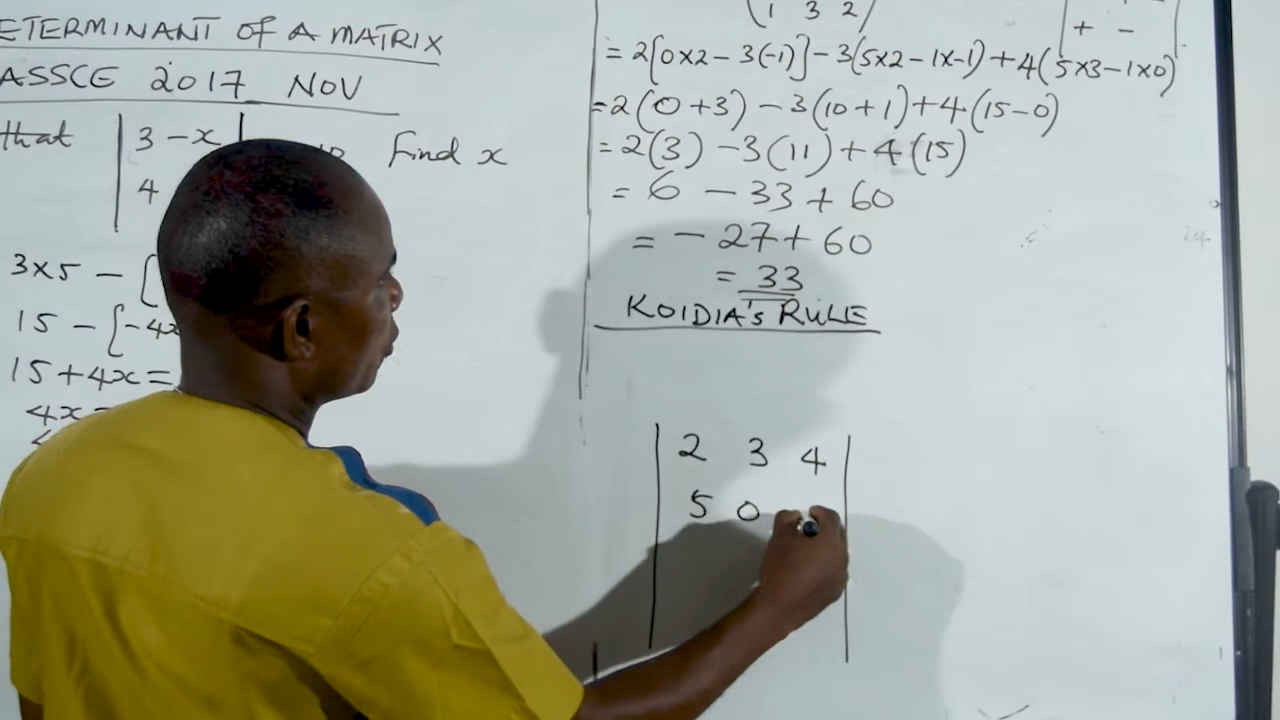 ETERMINANT OF A MATRIX
ASSCE 2017 NOV
that | 3 -x | Find x
4
3x5 - [
15 - {-4x
15+4x=
4x=
(1 3 2)
+ -
= 2[0x2 - 3(-1)] - 3(5x2 - 1x-1) + 4(5x3 - 1x0)
= 2(0+3) - 3(10+1) + 4(15-0)
= 2(3) - 3(11) + 4(15)
= 6 - 33 + 60
= - 27 + 60
= 33
KOIDIA'S RULE
2 3 4
5 0